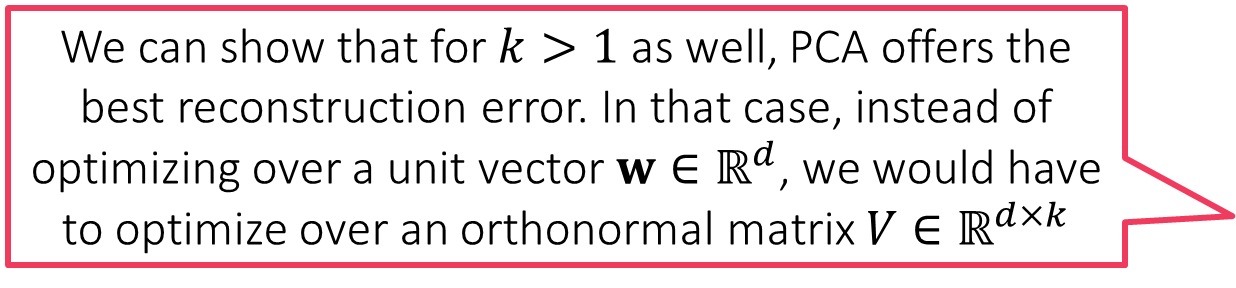 We can show that for 𝑘 > 1 as well, PCA offers the
best reconstruction error. In that case, instead of
optimizing over a unit vector 𝐰 ∈ ℝ^𝑑, we would have
to optimize over an orthonormal matrix 𝑉 ∈ ℝ^{𝑑×𝑘}